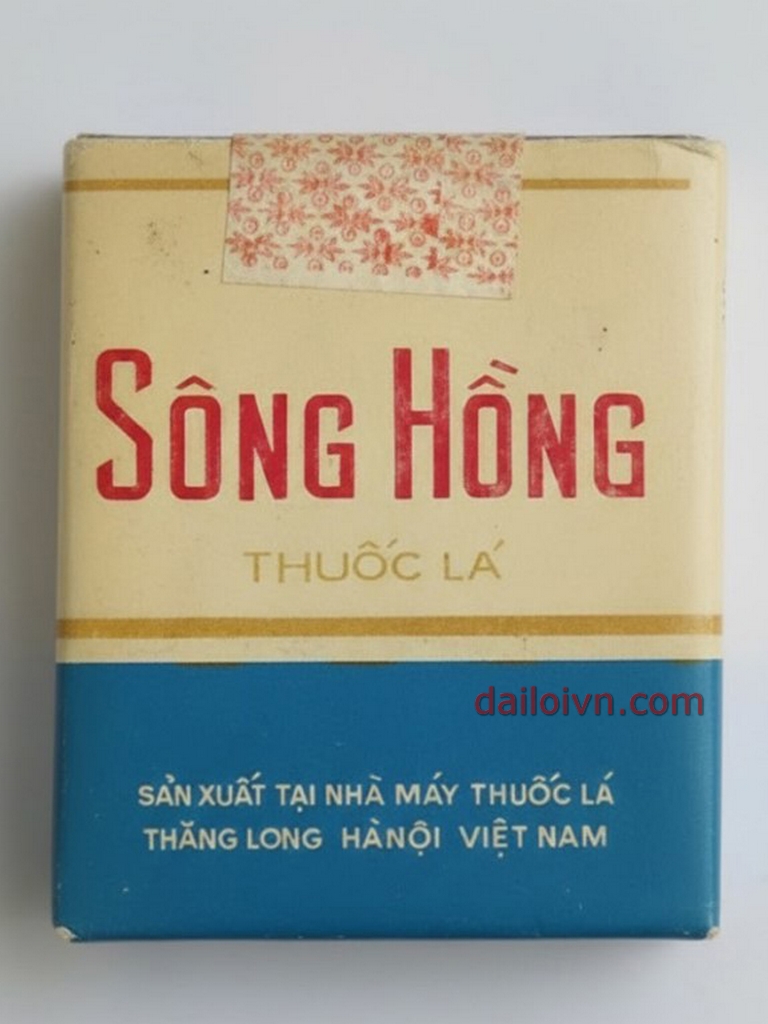 SÔNG HỒNG
THUỐC LÁ
dailoivn.com
SẢN XUẤT TẠI NHÀ MÁY THUỐC LÁ
THĂNG LONG HÀNỘI VIỆT NAM